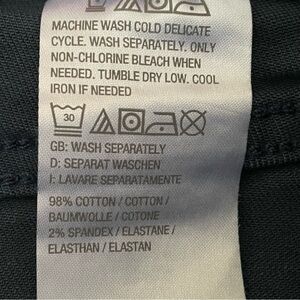 MACHINE WASH COLD DELICATE
CYCLE. WASH SEPARATELY. ONLY
NON-CHLORINE BLEACH WHEN
NEEDED. TUMBLE DRY LOW. COOL
IRON IF NEEDED
30
GB: WASH SEPARATELY
D: SEPARAT WASCHEN
I: LAVARE SEPARATAMENTE
98% COTTON / COTTON /
BAUMWOLLE / COTONE
2% SPANDEX / ELASTANE /
ELASTHAN / ELASTAN